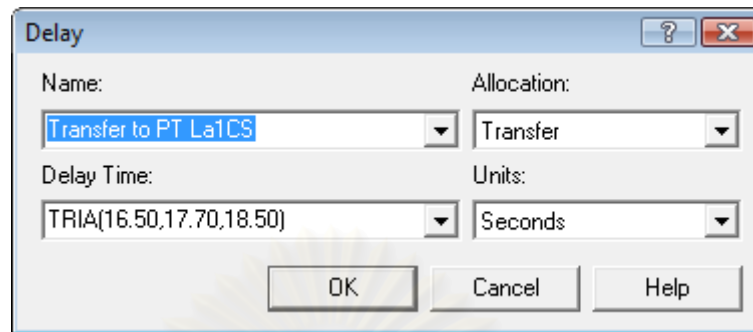 Delay
Name: Allocation:
Transfer to PT La1CS Transfer
Delay Time: Units:
TRIA(16.50,17.70,18.50) Seconds
OK Cancel Help